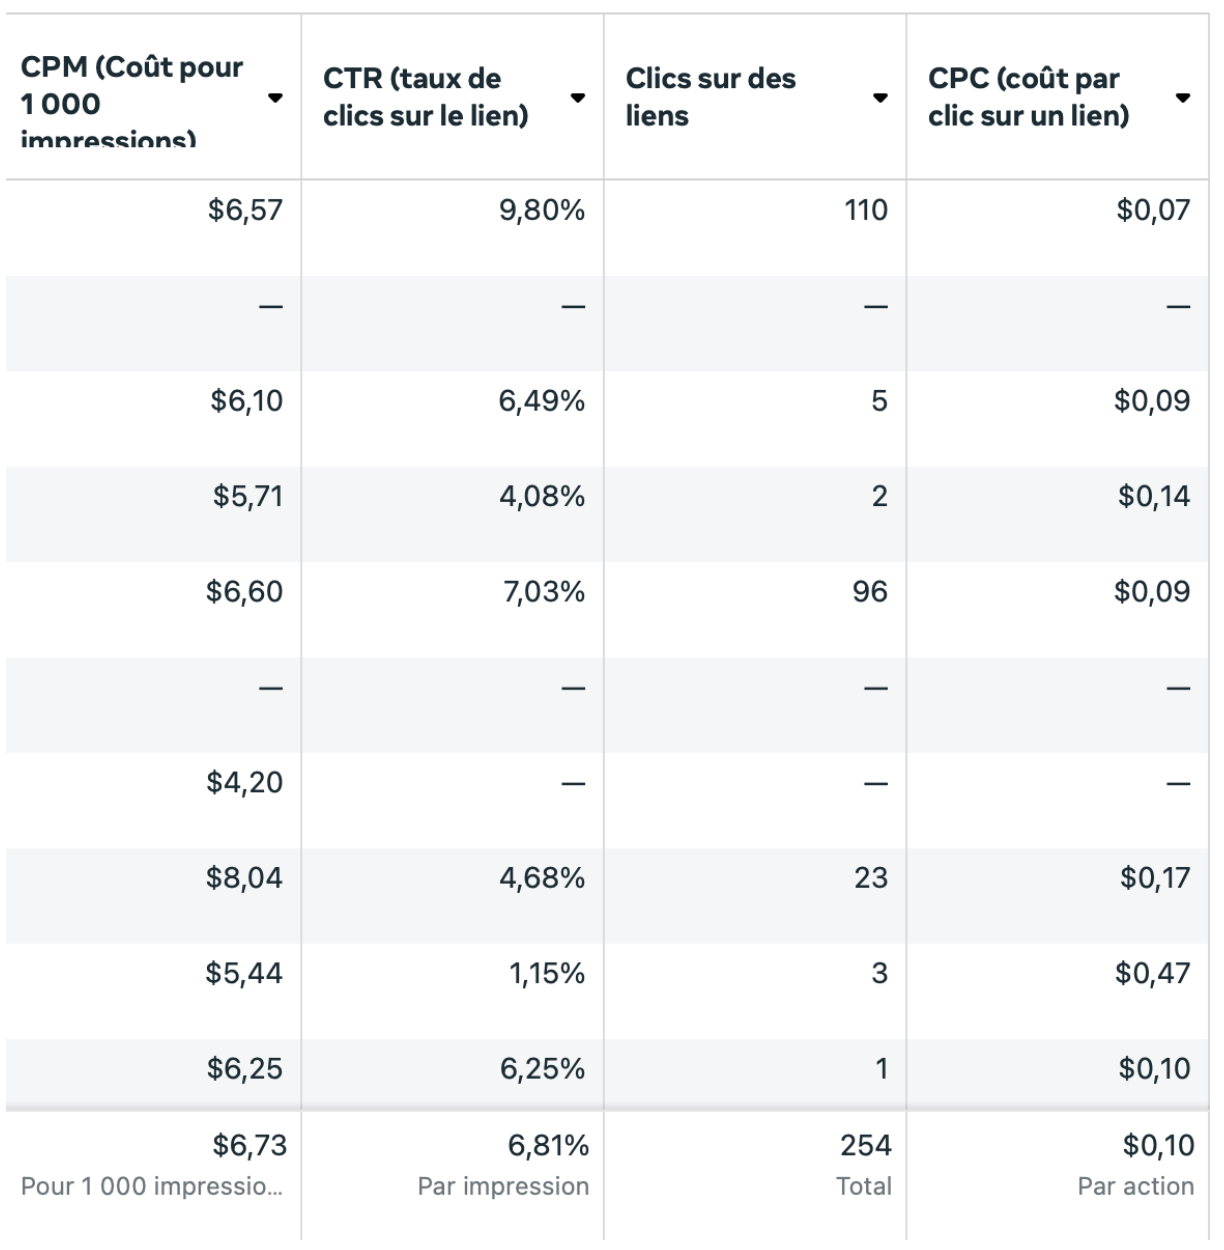 CPM (Coût pour 1 000 impressions) CTR (taux de clics sur le lien) Clics sur des liens CPC (coût par clic sur un lien)
$6,57 9,80% 110 $0,07
— — — —
$6,10 6,49% 5 $0,09
$5,71 4,08% 2 $0,14
$6,60 7,03% 96 $0,09
— — — —
$4,20 — — —
$8,04 4,68% 23 $0,17
$5,44 1,15% 3 $0,47
$6,25 6,25% 1 $0,10
$6,73 6,81% 254 $0,10
Pour 1 000 impressio... Par impression Total Par action